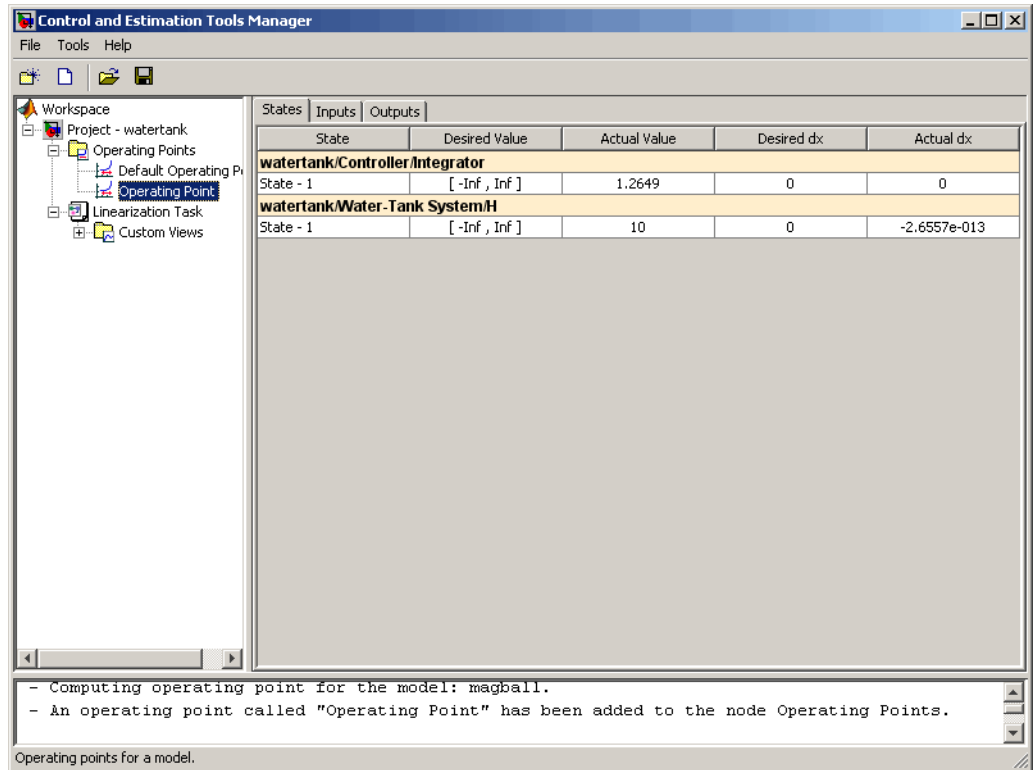 Control and Estimation Tools Manager
File Tools Help
Workspace
Project - watertank
Operating Points
Default Operating P
Operating Point
Linearization Task
Custom Views
States Inputs Outputs
State Desired Value Actual Value Desired dx Actual dx
watertank/Controller/Integrator
State - 1 [ -Inf , Inf ] 1.2649 0 0
watertank/Water-Tank System/H
State - 1 [ -Inf , Inf ] 10 0 -2.6557e-013
- Computing operating point for the model: magball.
- An operating point called "Operating Point" has been added to the node Operating Points.
Operating points for a model.